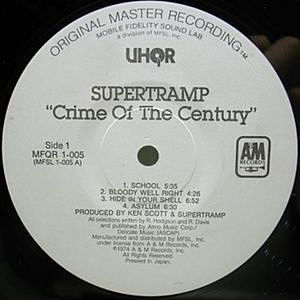 ORIGINAL MASTER RECORDING™
MOBILE FIDELITY SOUND LAB
a division of MFSL, Inc.
UHQR
SUPERTRAMP
"Crime Of The Century"
Side 1
MFQR 1-005
(MFSL 1-005 A)
A&M
RECORDS
1. SCHOOL 5:35
2. BLOODY WELL RIGHT 4:26
3. HIDE IN YOUR SHELL 6:52
4. ASYLUM 6:30
PRODUCED BY KEN SCOTT & SUPERTRAMP
All selections written by R. Hodgson and R. Davies
and published by Almo Music Corp./
Delicate Music (ASCAP)
Manufactured and distributed by MFSL, Inc.
under license from A & M Records, Inc.
©1974 A & M Records, Inc.
All Rights Reserved.
Pressed in Japan.